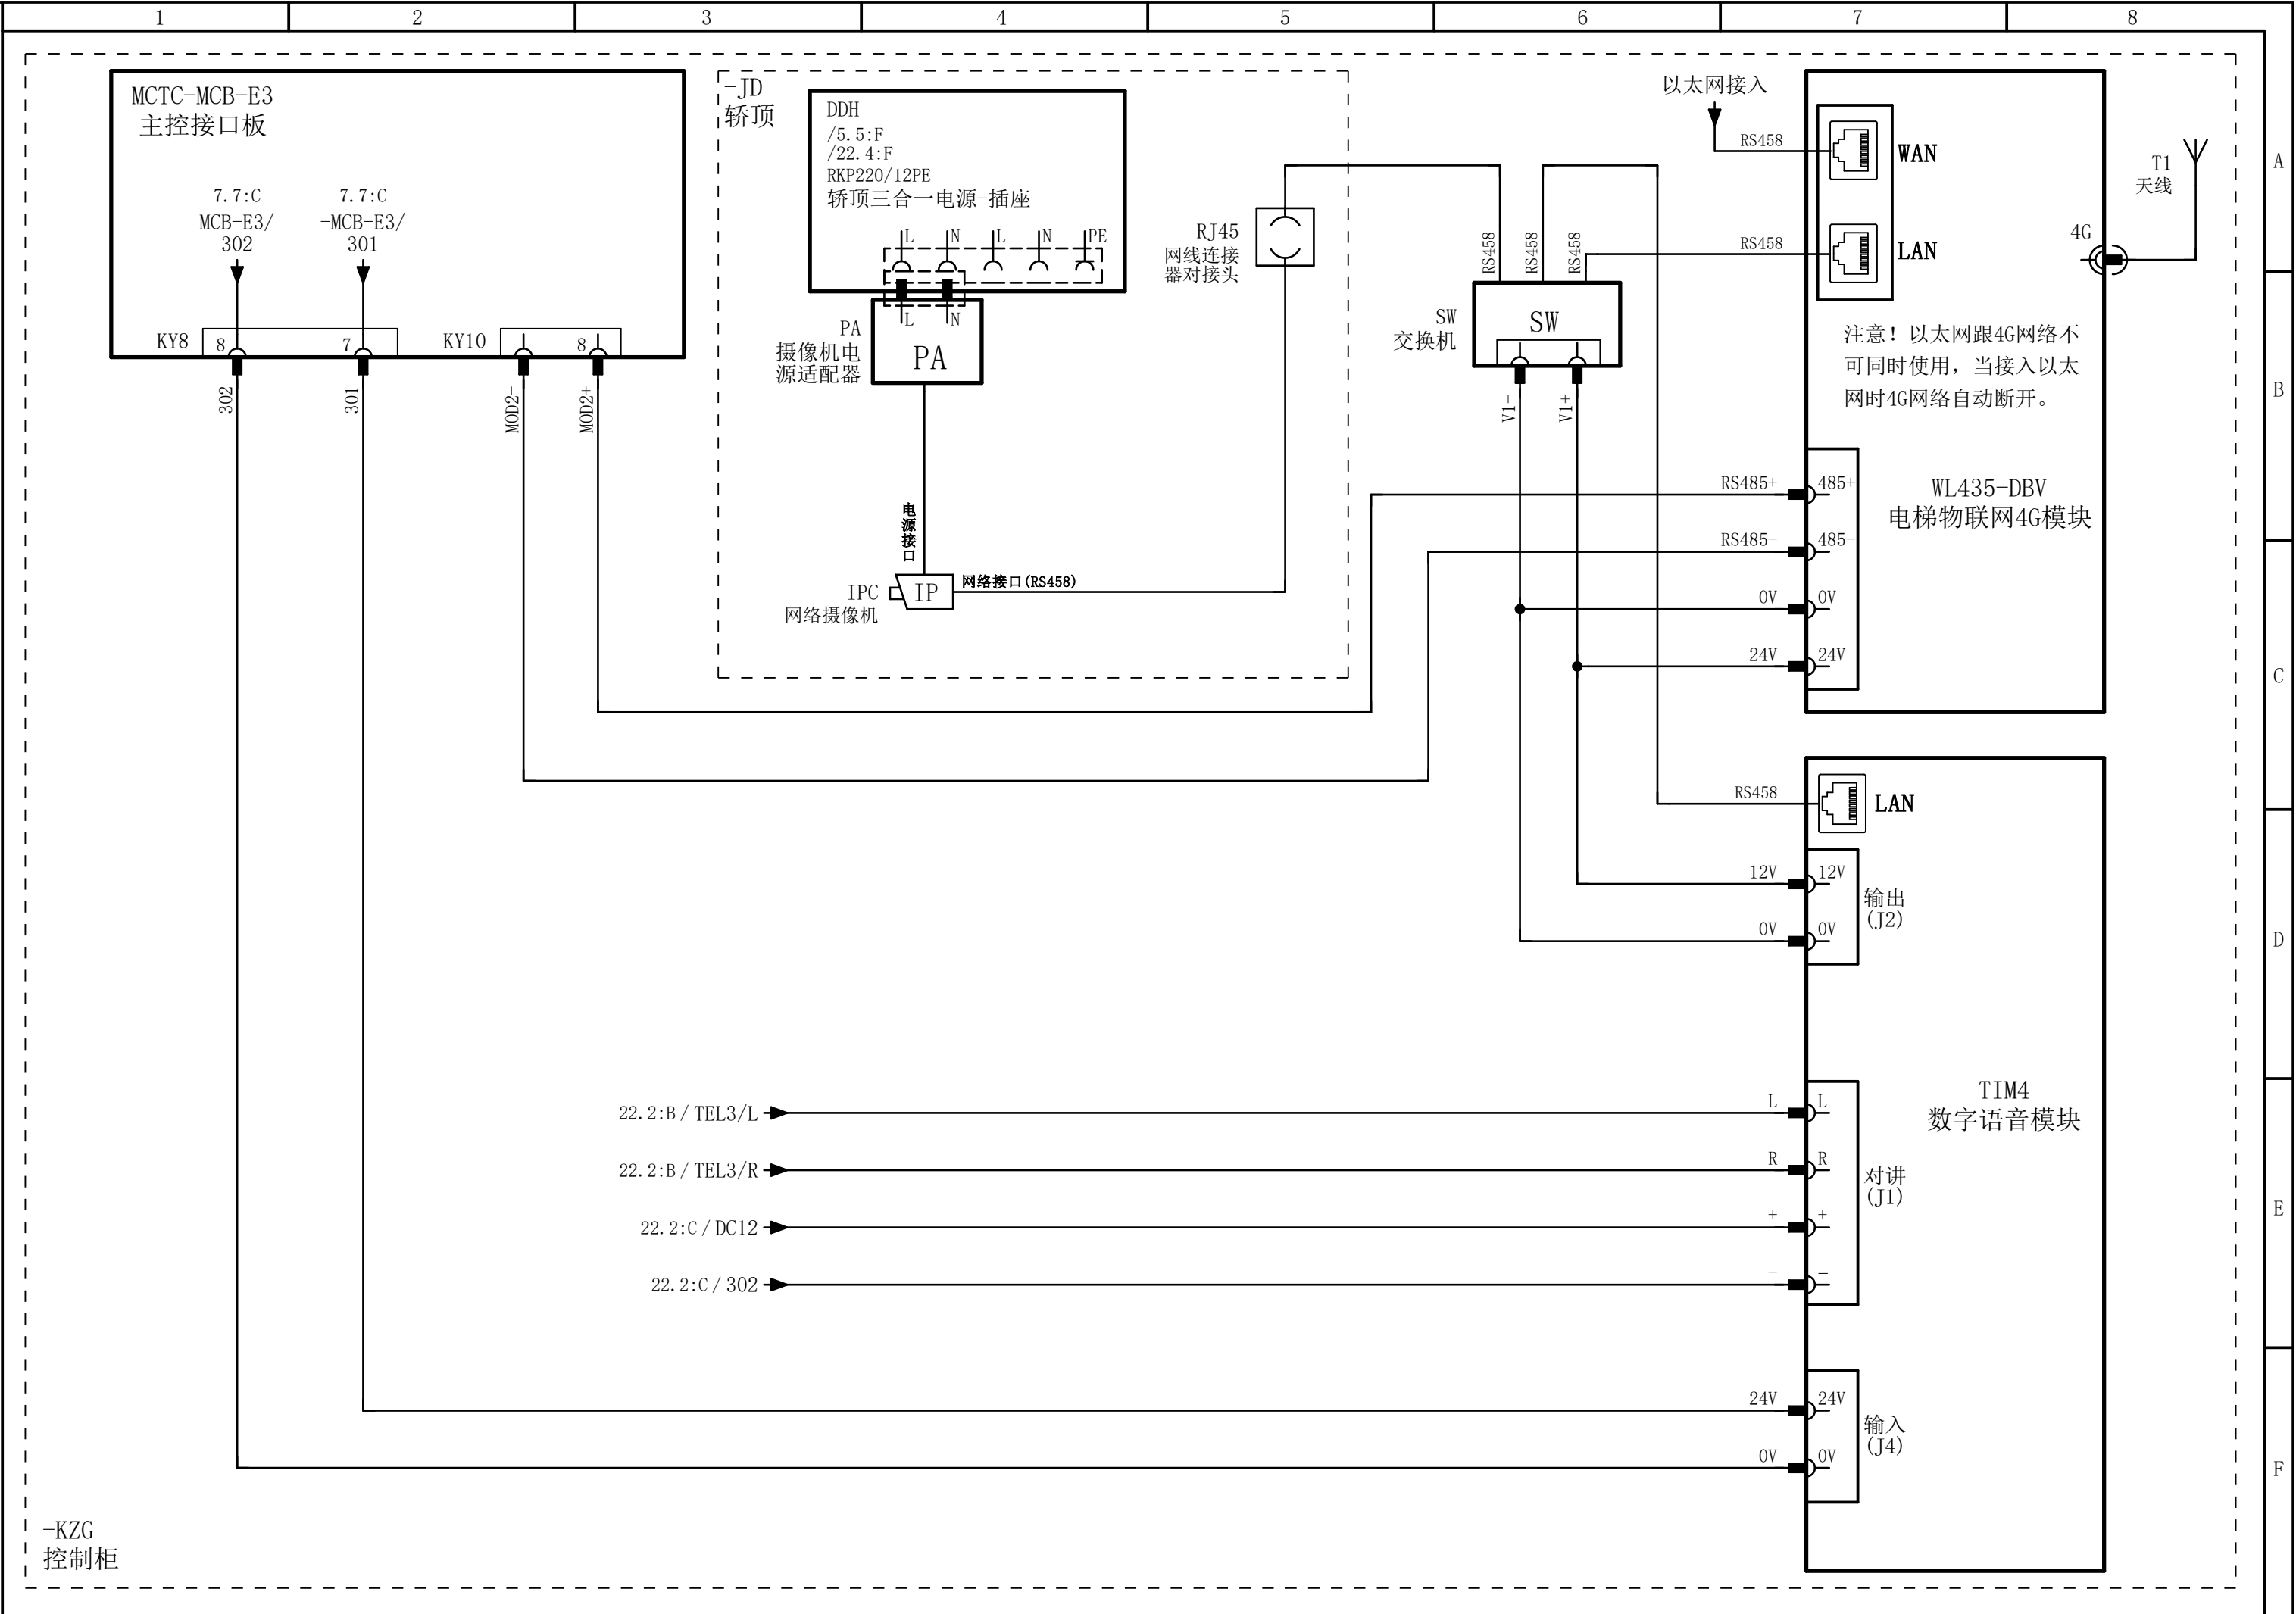 1 2 3 4 5 6 7 8
A
B
C
D
E
F
MCTC-MCB-E3
主控接口板
7.7:C
MCB-E3/
302
7.7:C
-MCB-E3/
301
KY8
8
7
KY10
8
302
301
MOD2-
MOD2+
-JD
轿顶
DDH
/5.5:F
/22.4:F
RKP220/12PE
轿顶三合一电源-插座
L N L N PE
L N
PA
摄像机电
源适配器
PA
电源接口
IPC
网络摄像机
IP
网络接口(RS458)
RJ45
网线连接
器对接头
RS458
RS458
RS458
SW
交换机
SW
V1-
V1+
以太网接入
RS458
WAN
RS458
LAN
T1
天线
4G
注意！以太网跟4G网络不
可同时使用，当接入以太
网时4G网络自动断开。
WL435-DBV
电梯物联网4G模块
RS485+ 485+
RS485- 485-
0V 0V
24V 24V
RS458
LAN
12V 12V
0V 0V
输出
(J2)
TIM4
数字语音模块
22.2:B / TEL3/L
L L
22.2:B / TEL3/R
R R
22.2:C / DC12
+ +
22.2:C / 302
- -
对讲
(J1)
24V 24V
0V 0V
输入
(J4)
-KZG
控制柜